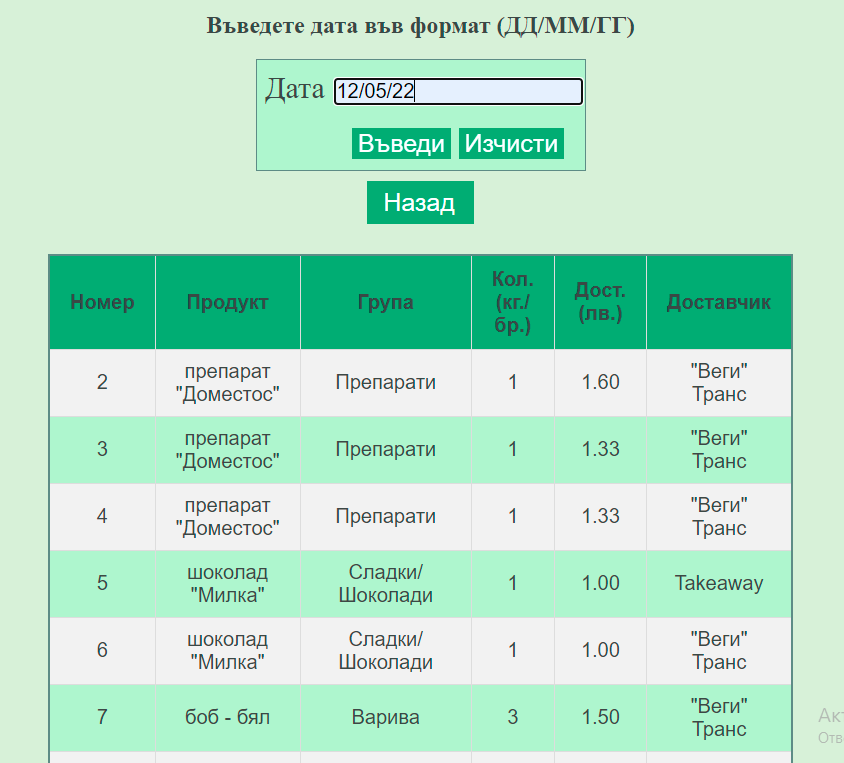 Въведете дата във формат (ДД/ММ/ГГ)
Дата 12/05/22
Въведи Изчисти
Назад
Номер Продукт Група Кол. (кг./ бр.) Дост. (лв.) Доставчик
2 препарат "Доместос" Препарати 1 1.60 "Веги" Транс
3 препарат "Доместос" Препарати 1 1.33 "Веги" Транс
4 препарат "Доместос" Препарати 1 1.33 "Веги" Транс
5 шоколад "Милка" Сладки/ Шоколади 1 1.00 Takeaway
6 шоколад "Милка" Сладки/ Шоколади 1 1.00 "Веги" Транс
7 боб - бял Варива 3 1.50 "Веги" Транс